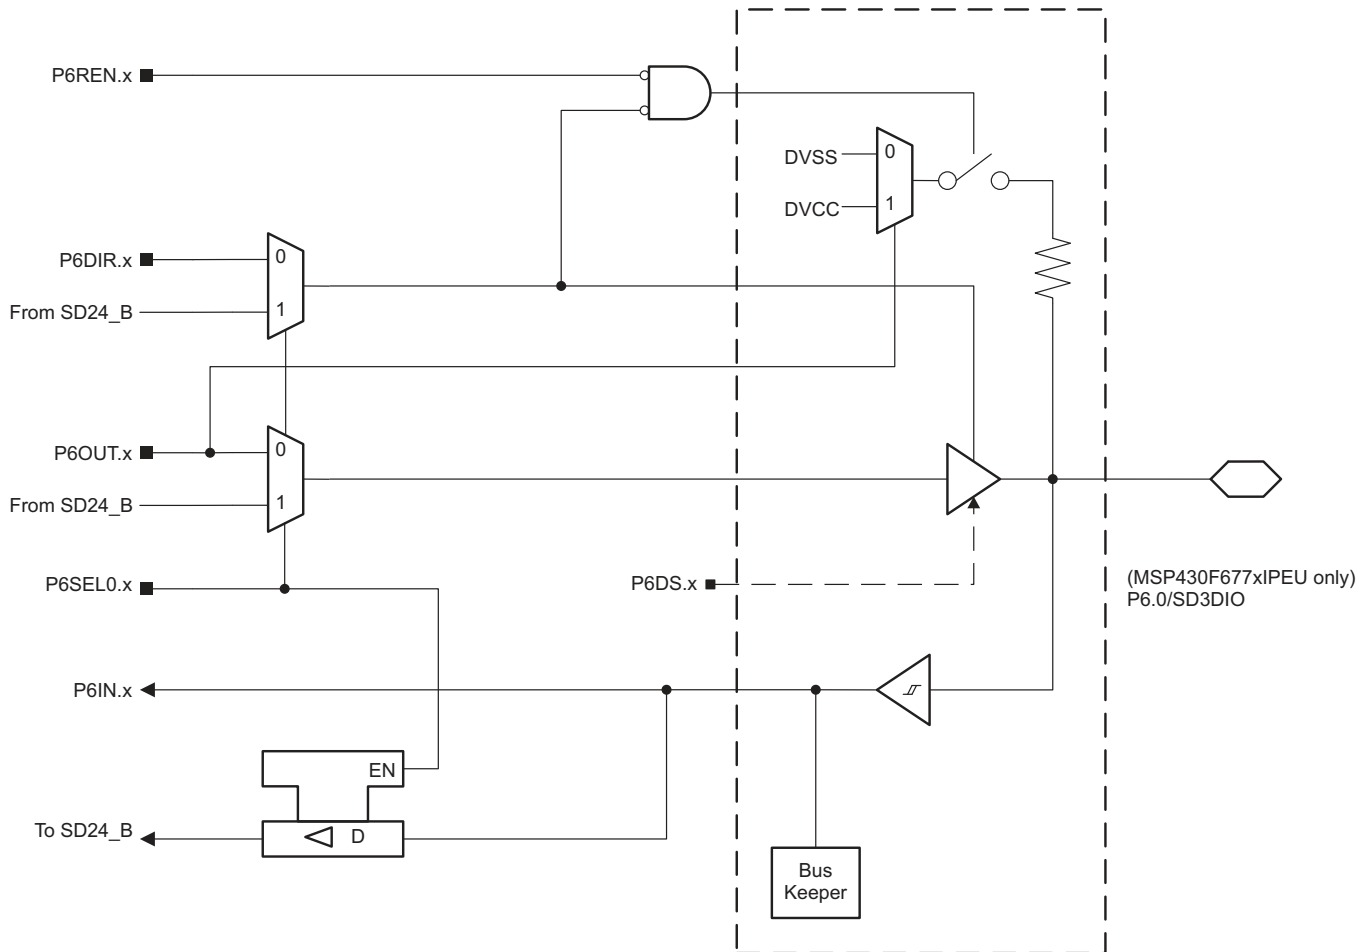 P6REN.x
DVSS
0
DVCC
1
P6DIR.x
0
From SD24_B
1
P6OUT.x
0
From SD24_B
1
P6SEL0.x
P6DS.x
(MSP430F677xIPEU only)
P6.0/SD3DIO
P6IN.x
EN
To SD24_B
D
Bus
Keeper